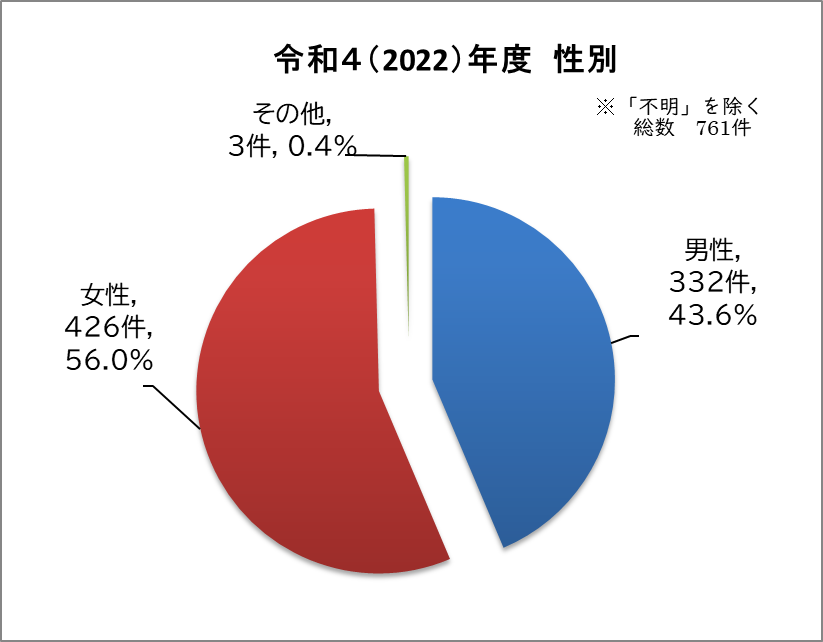 令和4（2022）年度　性別
※「不明」を除く
総数　761件
その他,
3件, 0.4%
男性,
332件,
43.6%
女性,
426件,
56.0%